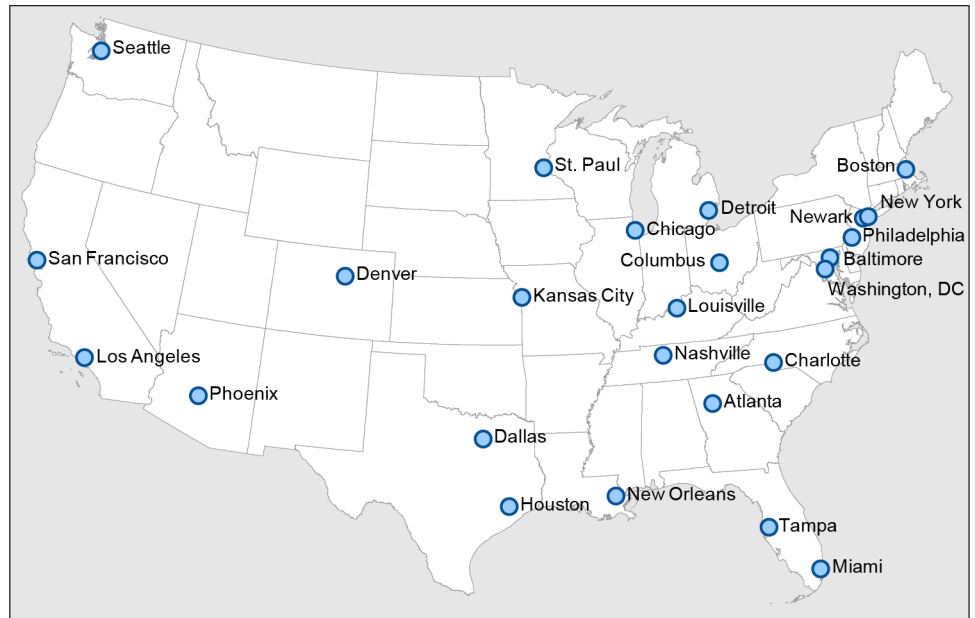 Seattle
St. Paul
Boston
New York
Detroit
Newark
Chicago
Philadelphia
San Francisco
Columbus
Baltimore
Denver
Washington, DC
Kansas City
Louisville
Nashville
Los Angeles
Charlotte
Phoenix
Atlanta
Dallas
New Orleans
Houston
Tampa
Miami